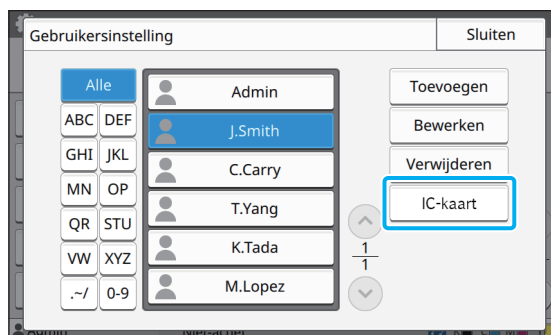 Gebruikersinstelling
Sluiten
Alle
ABC DEF
GHI JKL
MN OP
QR STU
VW XYZ
.~/ 0-9
Admin
J.Smith
C.Carry
T.Yang
K.Tada
M.Lopez
1
1
Toevoegen
Bewerken
Verwijderen
IC-kaart